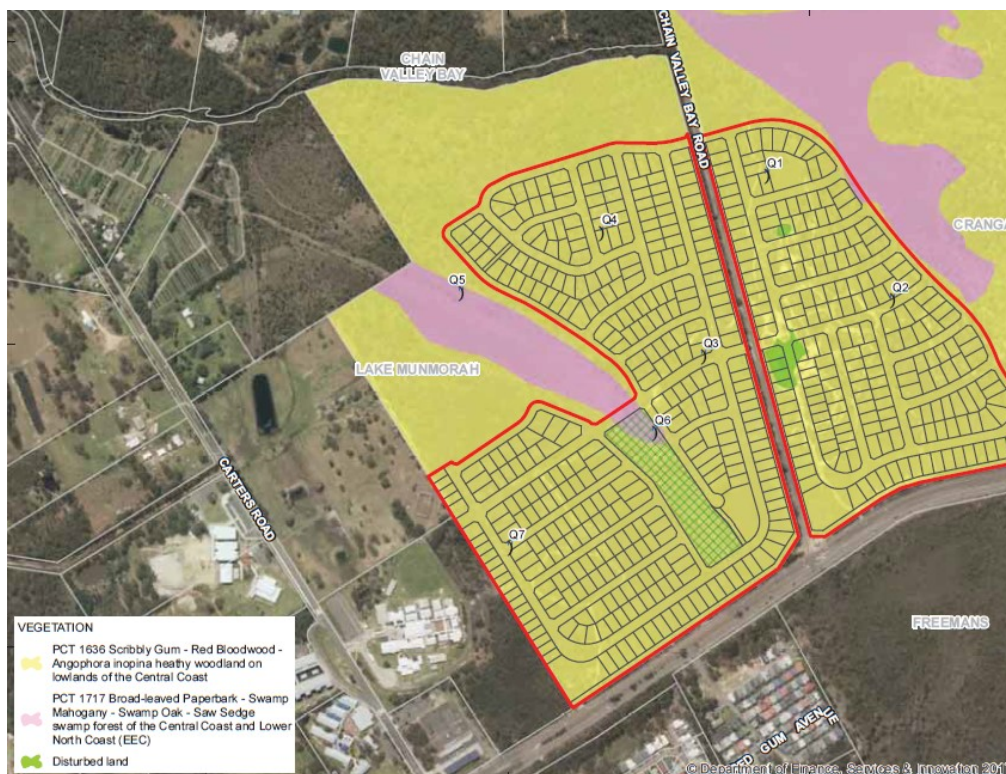 CHAIN
VALLEY BAY
CHAIN VALLEY BAY ROAD
Q1
CRANGA
Q4
Q5
Q2
Q3
LAKE MUNMORAH
Q6
CARTERS ROAD
Q7
FREEMANS
VEGETATION
PCT 1636 Scribbly Gum - Red Bloodwood -
Angophora inopina heathy woodland on
lowlands of the Central Coast
PCT 1717 Broad-leaved Paperbark - Swamp
Mahogany - Swamp Oak - Saw Sedge
swamp forest of the Central Coast and Lower
North Coast (EEC)
Disturbed land
GUM AVENUE
© Department of Finance, Services & Innovation 201